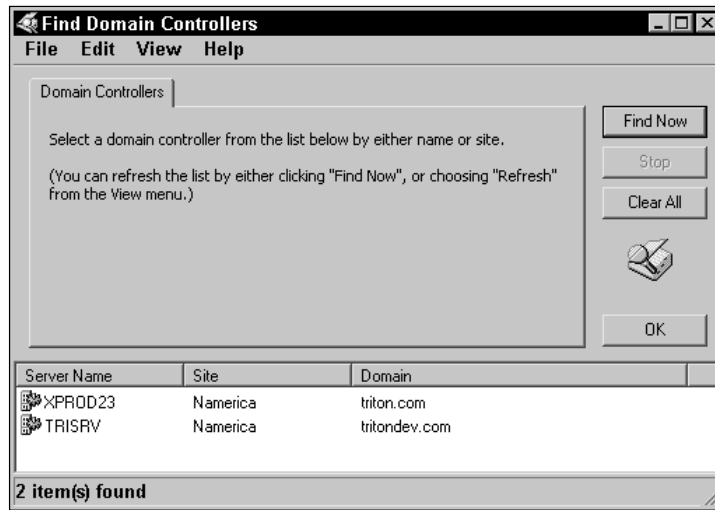 Find Domain Controllers
File Edit View Help
Domain Controllers
Select a domain controller from the list below by either name or site.
(You can refresh the list by either clicking "Find Now", or choosing "Refresh"
from the View menu.)
Find Now
Stop
Clear All
OK
Server Name Site Domain
XPROD23 Namerica triton.com
TRISRV Namerica tritondev.com
2 item(s) found